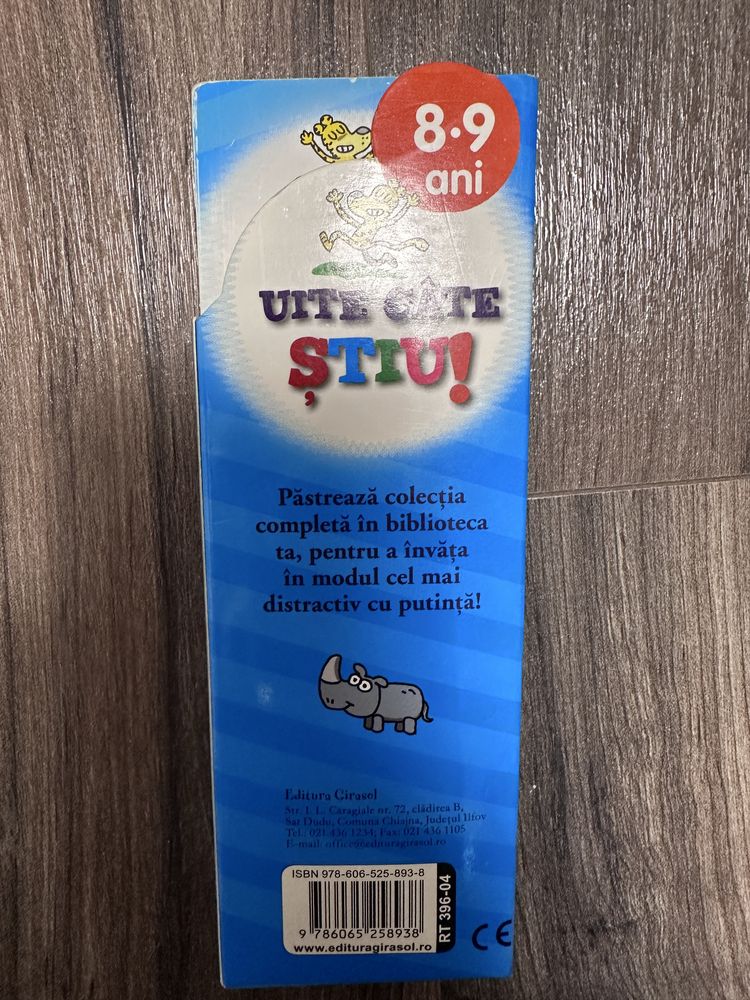 8-9
ani
UITE CÂTE
ȘTIU!
Păstrează colecția
completă în biblioteca
ta, pentru a învăța
în modul cel mai
distractiv cu putință!
Editura Girasol
Str. I. L. Caragiale nr. 72, clădirea B,
Sat Dudu, Comuna Chiajna, Județul Ilfov
Tel.: 021 436 1234; Fax: 021 436 1105
E-mail: office@edituragirasol.ro
ISBN 978-606-525-893-8
9 786065 258938
www.edituragirasol.ro
RT 396-04
CE